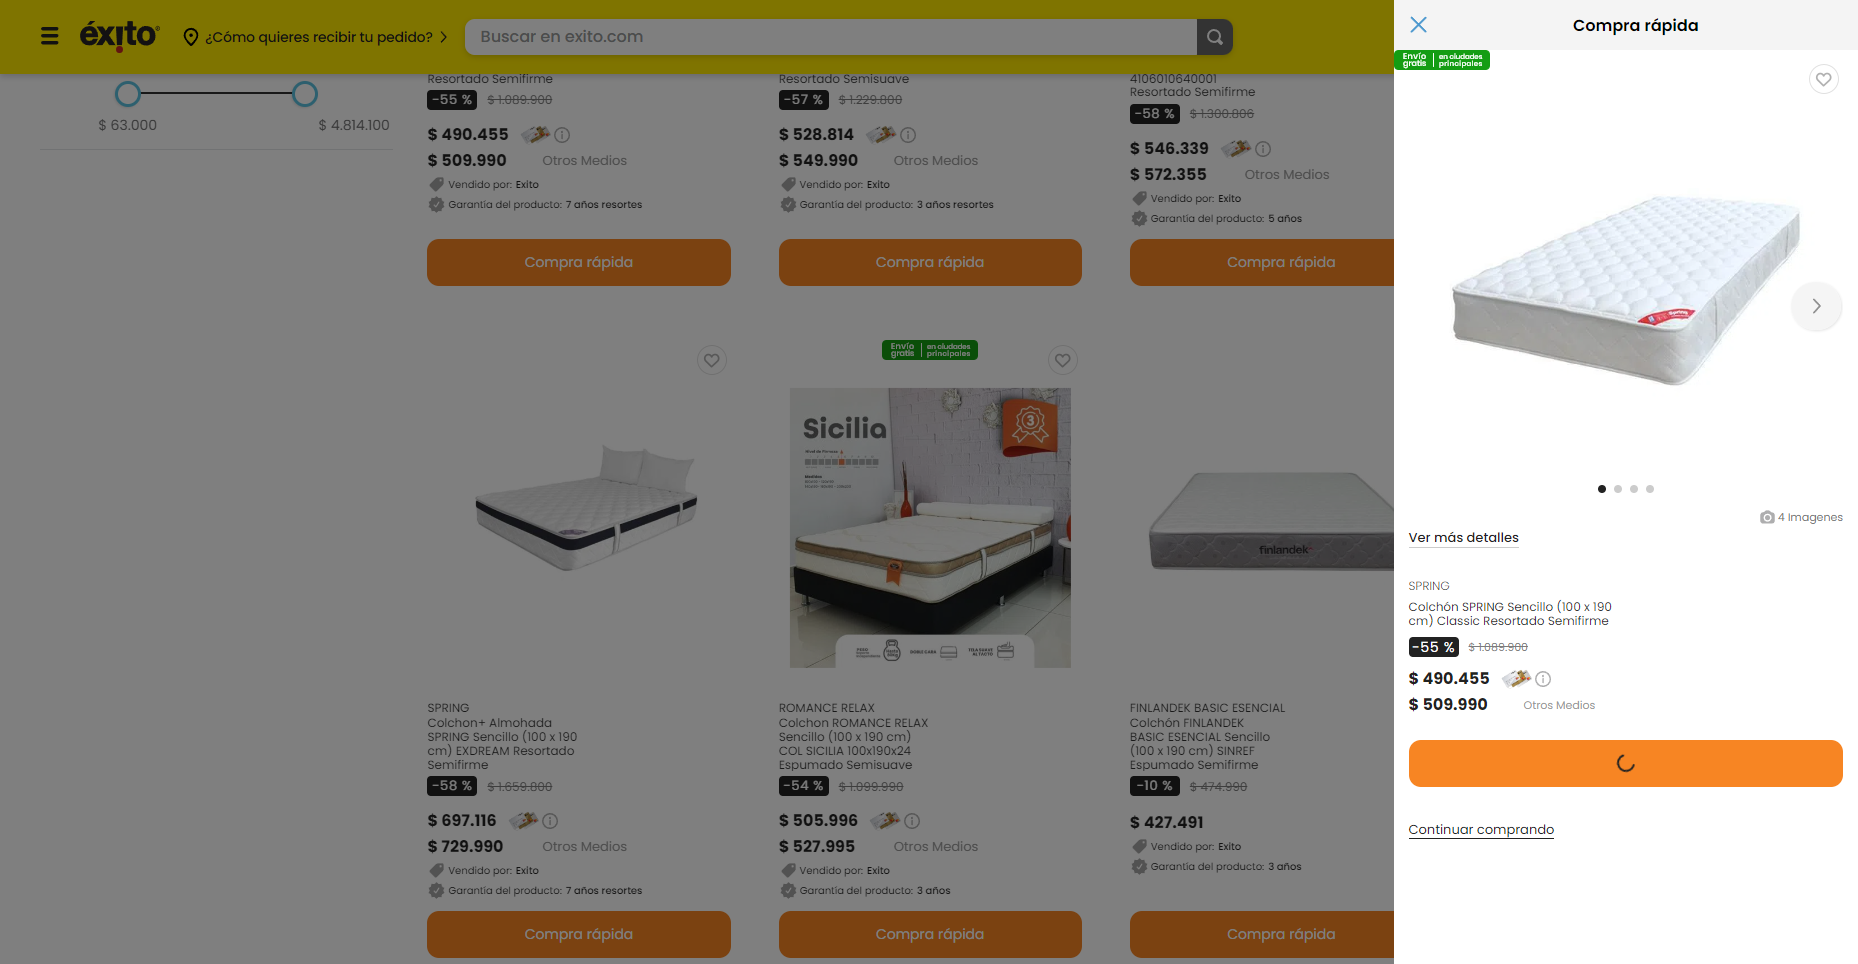 éxito
¿Cómo quieres recibir tu pedido?
Buscar en exito.com
$ 63.000
$ 4.814.100
Resortado Semifirme
-55 % $ 1.089.900
$ 490.455
$ 509.990 Otros Medios
Vendido por: Exito
Garantía del producto: 7 años resortes
Compra rápida
Resortado Semisuave
-57 % $ 1.229.800
$ 528.814
$ 549.990 Otros Medios
Vendido por: Exito
Garantía del producto: 3 años resortes
Compra rápida
4106010640001
Resortado Semifirme
-58 % $ 1.300.806
$ 546.339
$ 572.355 Otros Medios
Vendido por: Exito
Garantía del producto: 5 años
Compra rápida
SPRING
Colchon+ Almohada
SPRING Sencillo (100 x 190
cm) EXDREAM Resortado
Semifirme
-58 % $ 1.659.800
$ 697.116
$ 729.990 Otros Medios
Vendido por: Exito
Garantía del producto: 7 años resortes
Compra rápida
Envío gratis en ciudades principales
Sicilia
3
ROMANCE RELAX
Colchon ROMANCE RELAX
Sencillo (100 x 190 cm)
COL SICILIA 100x190x24
Espumado Semisuave
-54 % $ 1.099.990
$ 505.996
$ 527.995 Otros Medios
Vendido por: Exito
Garantía del producto: 3 años
Compra rápida
finlandek
FINLANDEK BASIC ESENCIAL
Colchón FINLANDEK
BASIC ESENCIAL Sencillo
(100 x 190 cm) SINREF
Espumado Semifirme
-10 % $ 474.990
$ 427.491
Vendido por: Exito
Garantía del producto: 3 años
Compra rápida
Compra rápida
Envío gratis en ciudades principales
Spring
4 Imagenes
Ver más detalles
SPRING
Colchón SPRING Sencillo (100 x 190
cm) Classic Resortado Semifirme
-55 % $ 1.089.900
$ 490.455
$ 509.990 Otros Medios
Continuar comprando